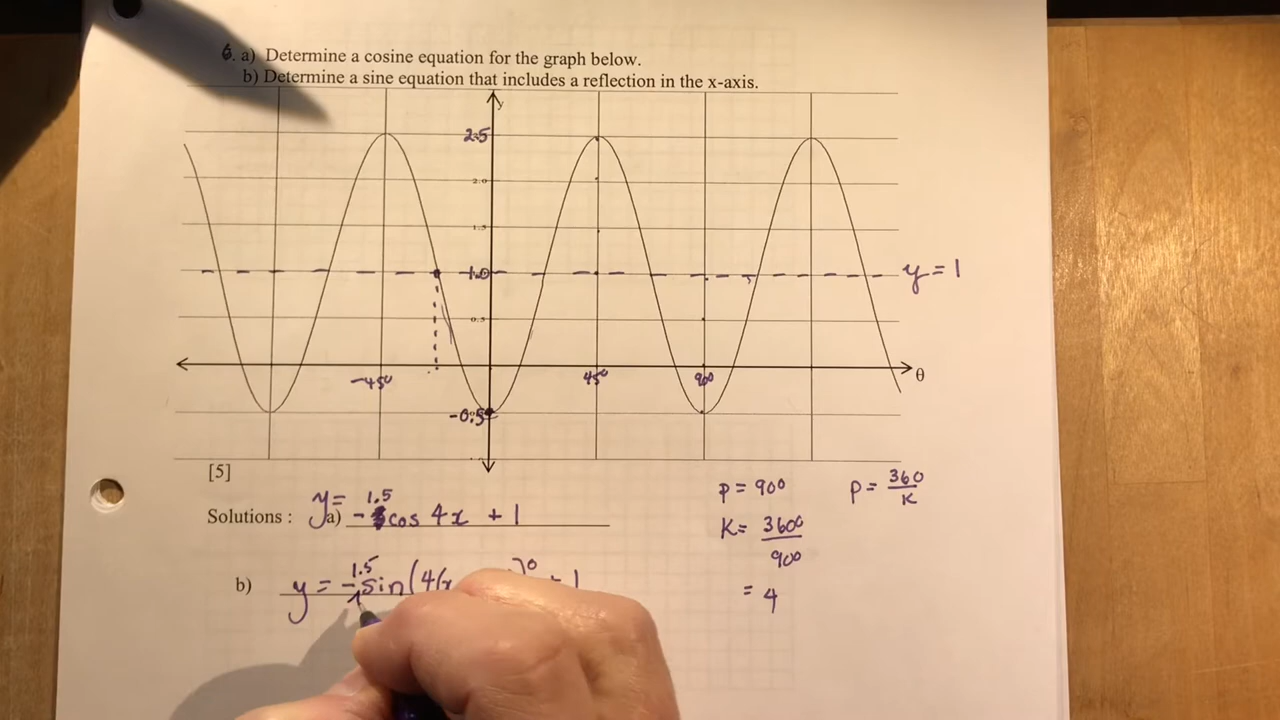 6. a) Determine a cosine equation for the graph below.
b) Determine a sine equation that includes a reflection in the x-axis.
y
2.5
2.0
1.5
1.0
y = 1
0.5
-45°
45°
90°
θ
-0.5
[5]
P = 90° P = 360/K
Solutions : a) y = -1.5 cos 4x + 1
K = 360°/90°
b) y = -1.5 sin(4(x )° + 1
= 4